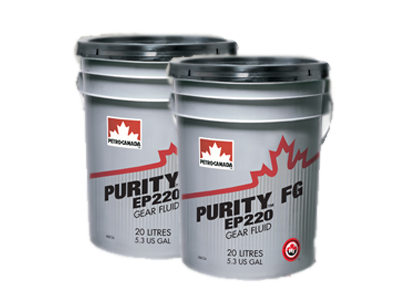 PETRO-CANADA
PURITY
EP220
GEAR FLUID
20 LITRES
5.3 US GAL
PETRO-CANADA
PURITY™ FG
EP220
GEAR FLUID
20 LITRES
5.3 US GAL